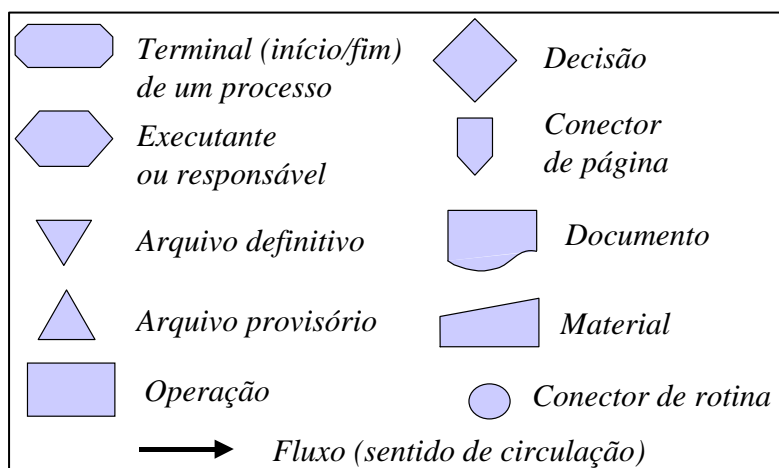 Terminal (início/fim)
de um processo
Decisão
Executante
ou responsável
Conector
de página
Arquivo definitivo
Documento
Arquivo provisório
Material
Operação
Conector de rotina
Fluxo (sentido de circulação)